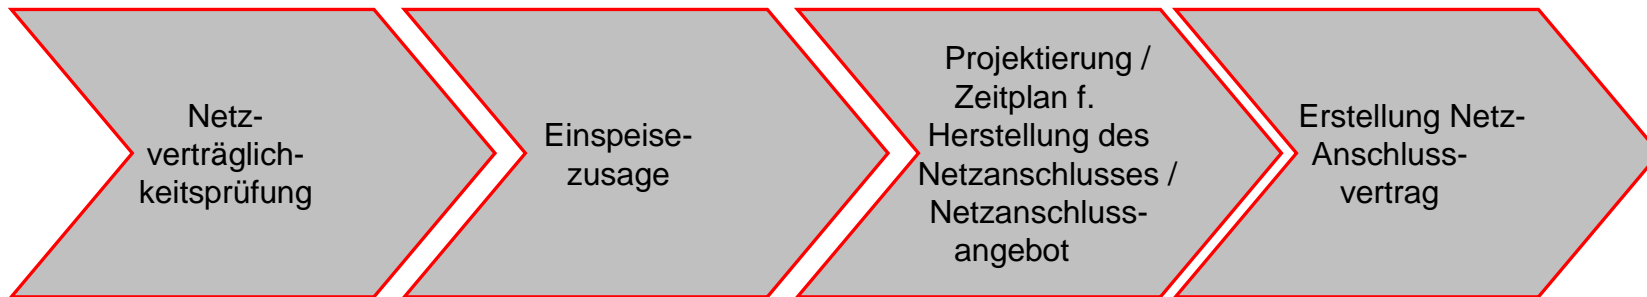 Netz-
verträglich-
keitsprüfung
Einspeise-
zusage
Projektierung /
Zeitplan f.
Herstellung des
Netzanschlusses /
Netzanschluss-
angebot
Erstellung Netz-
Anschluss-
vertrag